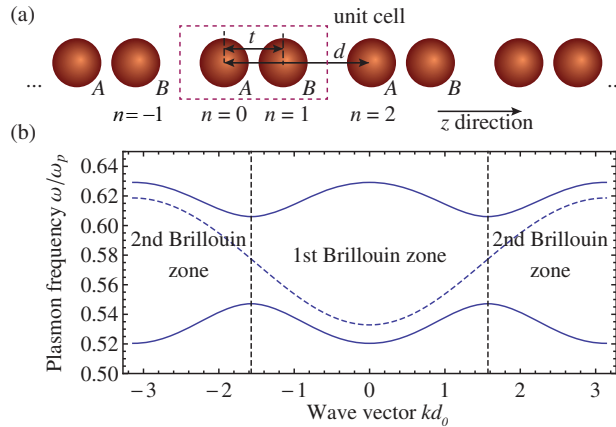 (a)
unit cell
t
d
... A B A B A B ...
n=−1 n = 0 n = 1 n = 2 z direction
(b)
Plasmon frequency ω/ωp
0.64
0.62
0.60
0.58
0.56
0.54
0.52
0.50
2nd Brillouin zone
1st Brillouin zone
2nd Brillouin zone
−3 −2 −1 0 1 2 3
Wave vector kd0